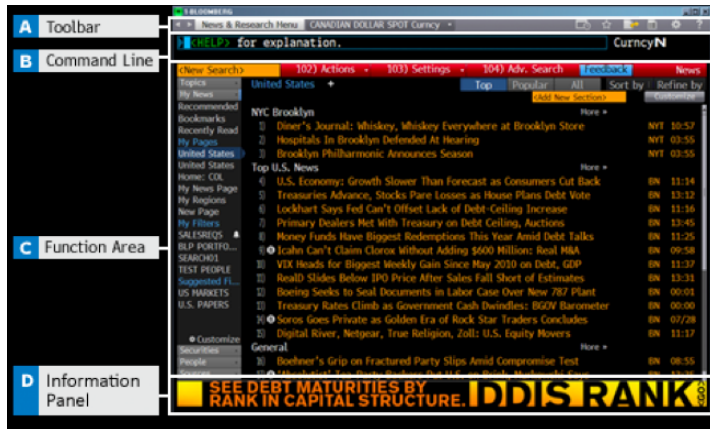 1-BLOOMBERG
A Toolbar
News & Research Menu CANADIAN DOLLAR SPOT Curncy
B Command Line
<HELP> for explanation. CurncyN
<New Search> 102) Actions 103) Settings 104) Adv. Search Feedback News
Topics United States + Top Popular All Sort by Refine by
My News <Add New Section> Customize
Recommended NYC Brooklyn More »
Bookmarks 1) Diner's Journal: Whiskey, Whiskey Everywhere at Brooklyn Store NYT 10:57
Recently Read 2) Hospitals In Brooklyn Defended At Hearing NYT 03:55
My Pages 3) Brooklyn Philharmonic Announces Season NYT 03:55
United States Top U.S. News More »
United States 4) U.S. Economy: Growth Slower Than Forecast as Consumers Cut Back BN 11:14
Home: COL 5) Treasuries Advance, Stocks Pare Losses as House Plans Debt Vote BN 13:12
My News Page 6) Lockhart Says Fed Can't Offset Lack of Debt-Ceiling Increase BN 11:16
My Regions 7) Primary Dealers Met With Treasury on Debt Ceiling, Auctions BN 13:45
New Page 8) Money Funds Have Biggest Redemptions This Year Amid Debt Talks BN 11:25
My Filters 9) Icahn Can't Claim Clorox Without Adding $600 Million: Real M&A BN 09:58
SALESREQS 10) VIX Heads for Biggest Weekly Gain Since May 2010 on Debt, GDP BN 11:37
C Function Area
BLP PORTFO... 11) RealD Slides Below IPO Price After Sales Fall Short of Estimates BN 13:31
SEARCH01 12) Boeing Seeks to Seal Documents in Labor Case Over New 787 Plant BN 00:01
TEST PEOPLE 13) Treasury Rates Climb as Government Cash Dwindles: BGOV Barometer BN 00:00
Suggested Fi... 14) Soros Goes Private as Golden Era of Rock Star Traders Concludes BN 07/28
US MARKETS 15) Digital River, Netgear, True Religion, Zoll: U.S. Equity Movers BN 11:17
U.S. PAPERS General More »
Customize 16) Boehner's Grip on Fractured Party Slips Amid Compromise Test BN 08:55
Securities
People
Sources
D Information Panel
SEE DEBT MATURITIES BY
RANK IN CAPITAL STRUCTURE. DDIS RANK <GO>